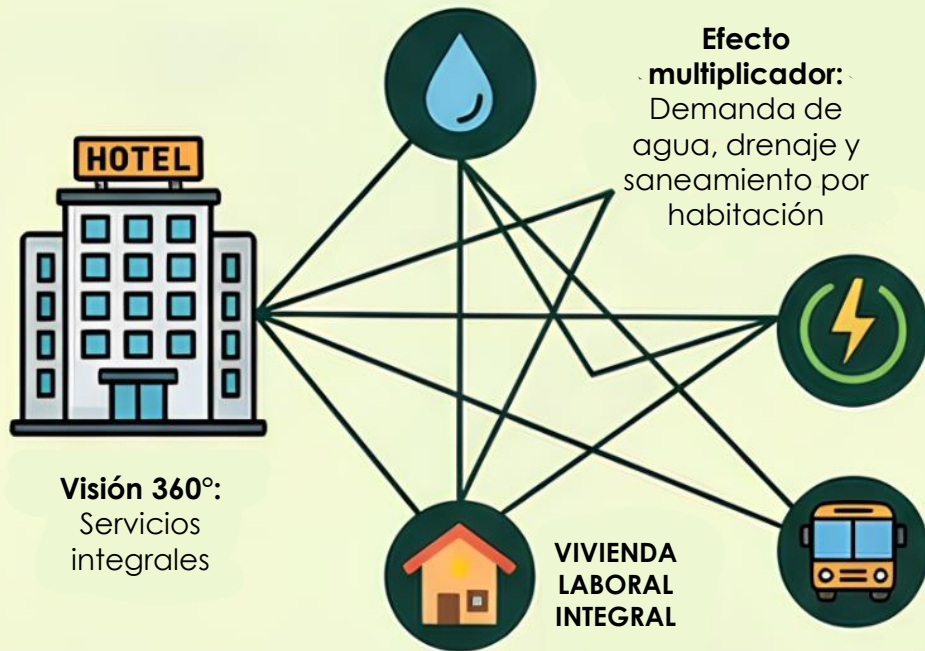 HOTEL
Visión 360°:
Servicios
integrales
Efecto
multiplicador:
Demanda de
agua, drenaje y
saneamiento por
habitación
VIVIENDA
LABORAL
INTEGRAL